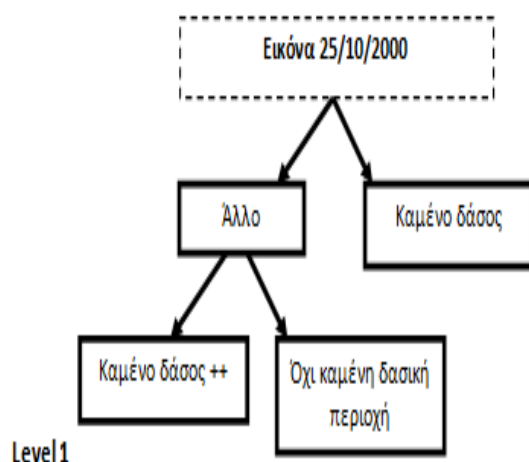 Εικόνα 25/10/2000
Άλλο
Καμένο δάσος
Καμένο δάσος ++
Όχι καμένη δασική
περιοχή
Level 1